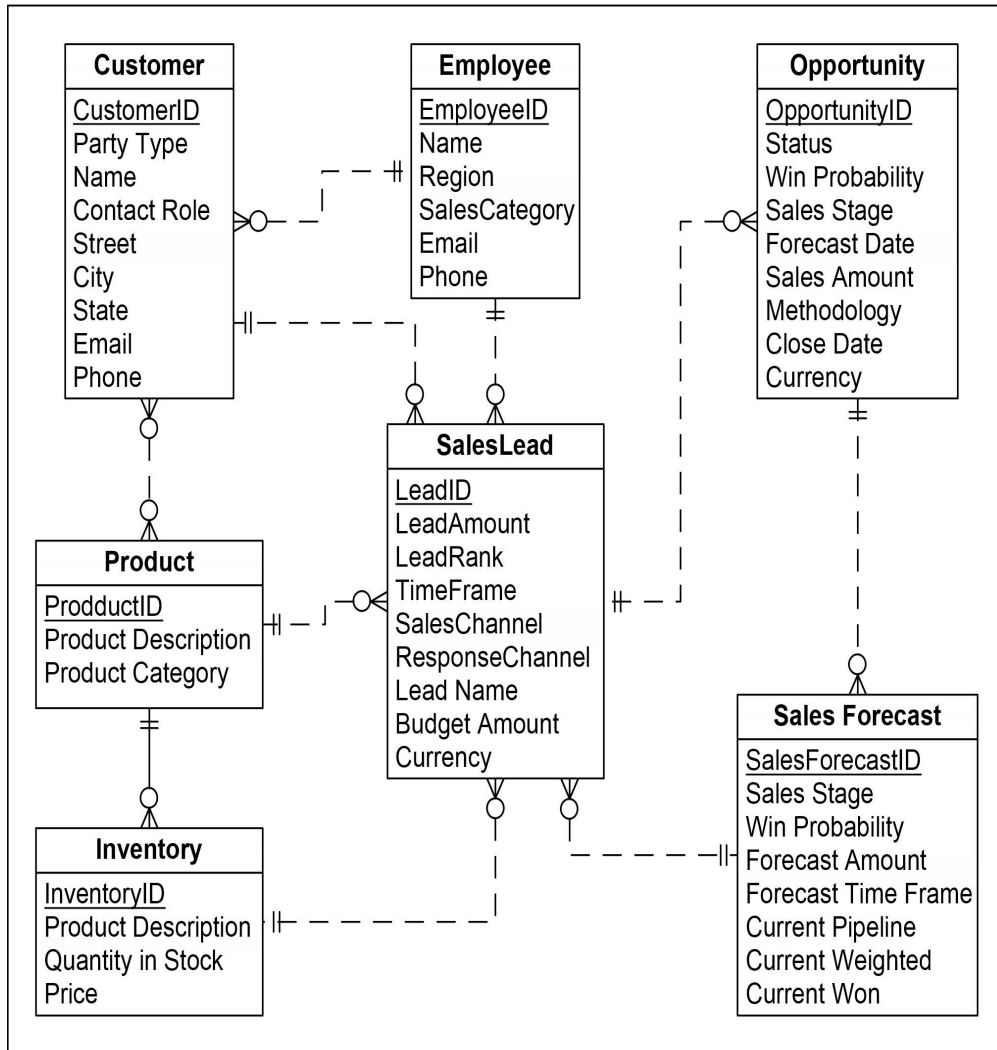 Customer
CustomerID
Party Type
Name
Contact Role
Street
City
State
Email
Phone
Employee
EmployeeID
Name
Region
SalesCategory
Email
Phone
Opportunity
OpportunityID
Status
Win Probability
Sales Stage
Forecast Date
Sales Amount
Methodology
Close Date
Currency
Product
ProdductID
Product Description
Product Category
SalesLead
LeadID
LeadAmount
LeadRank
TimeFrame
SalesChannel
ResponseChannel
Lead Name
Budget Amount
Currency
Inventory
InventoryID
Product Description
Quantity in Stock
Price
Sales Forecast
SalesForecastID
Sales Stage
Win Probability
Forecast Amount
Forecast Time Frame
Current Pipeline
Current Weighted
Current Won